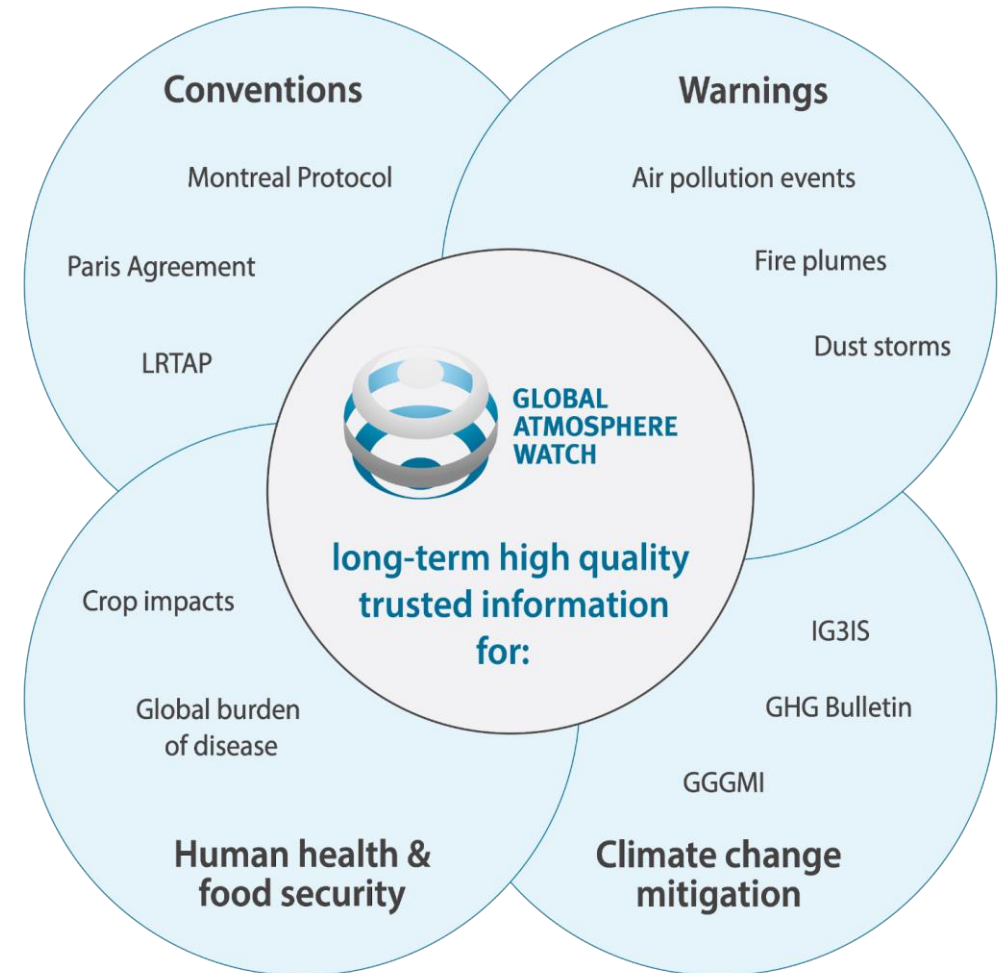 Conventions
Montreal Protocol
Paris Agreement
LRTAP
Warnings
Air pollution events
Fire plumes
Dust storms
GLOBAL
ATMOSPHERE
WATCH
long-term high quality
trusted information
for:
Crop impacts
Global burden
of disease
Human health &
food security
IG3IS
GHG Bulletin
GGGMI
Climate change
mitigation